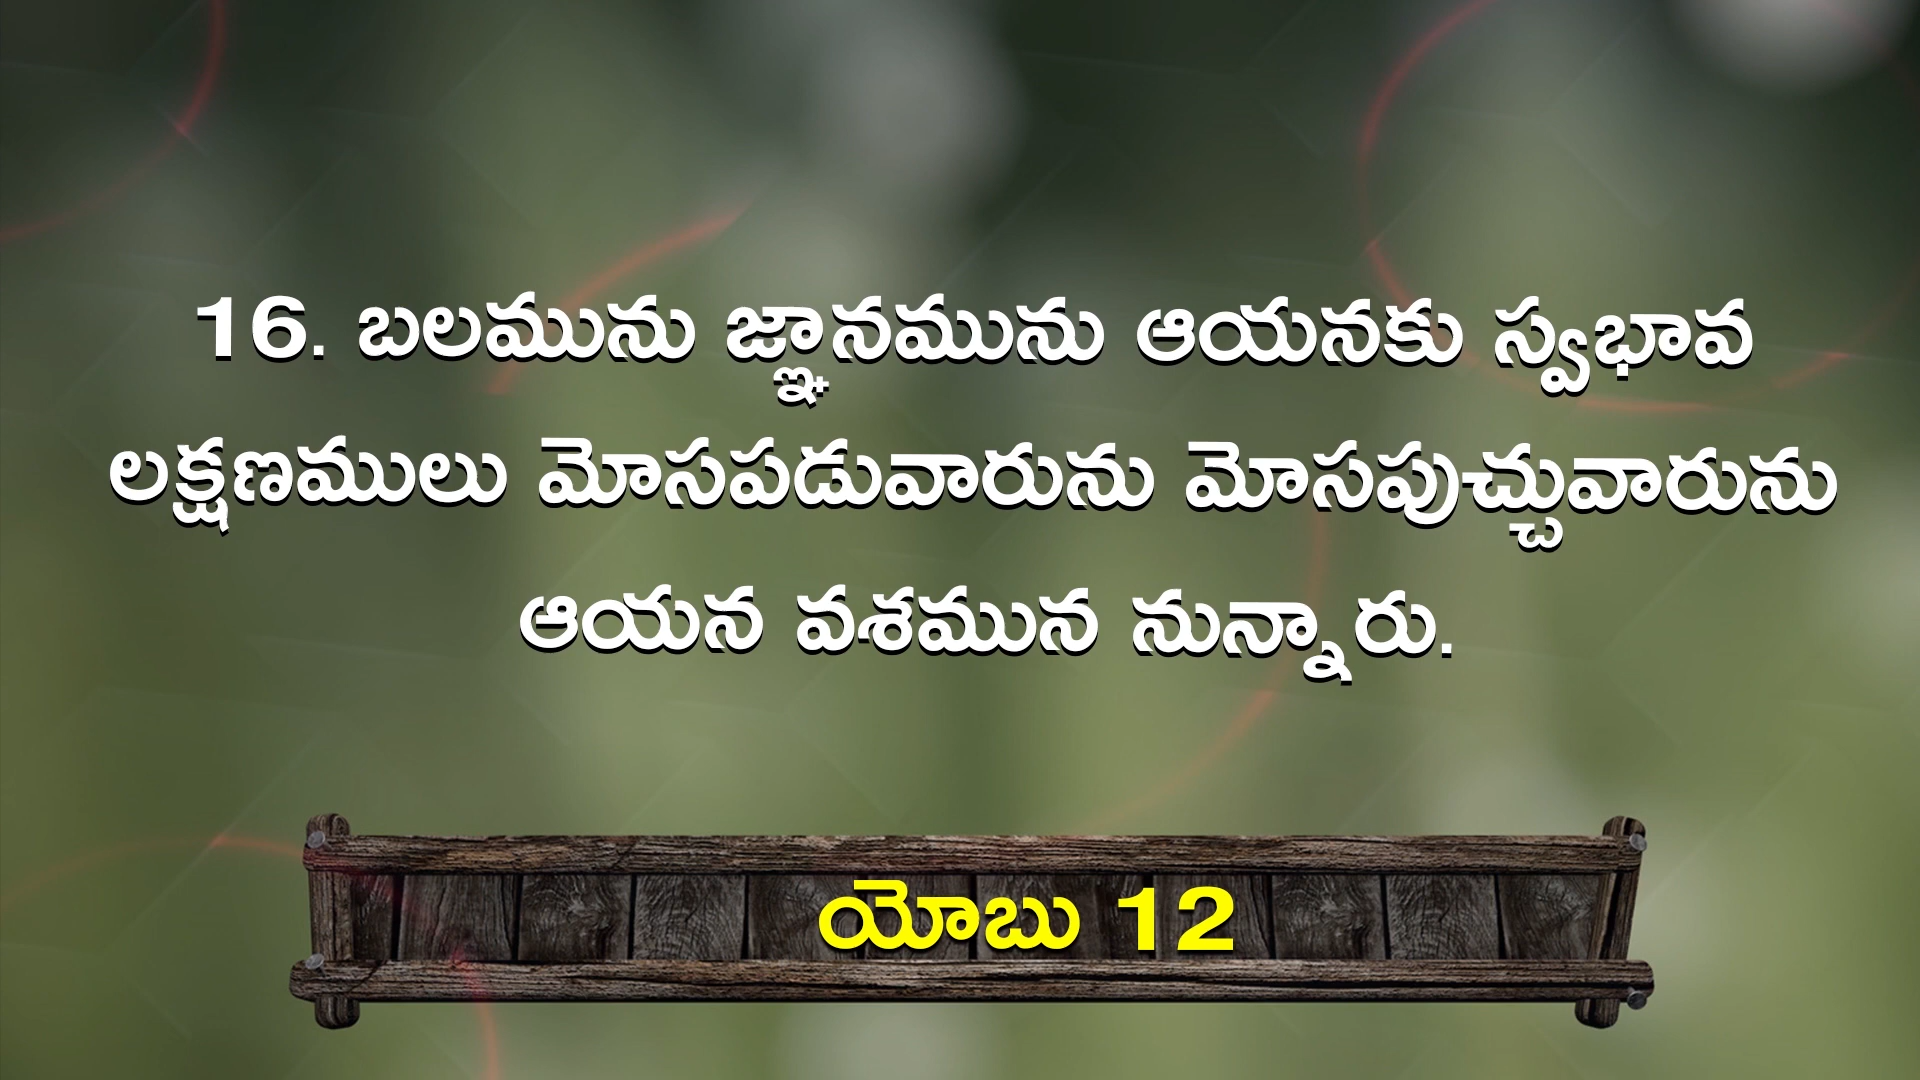 16. బలమును జ్ఞానమును ఆయనకు స్వభావ
లక్షణములు మోసపడువారును మోసపుచ్చువారును
ఆయన వశమున నున్నారు.
యోబు 12